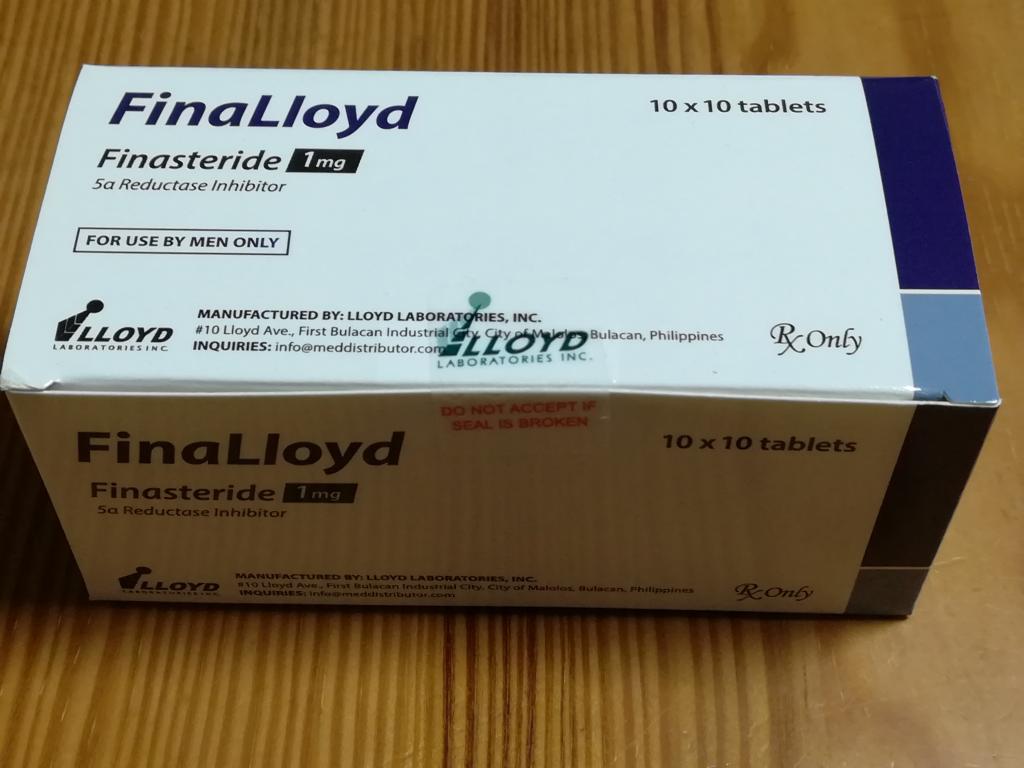 FinaLloyd
10 x 10 tablets
Finasteride 1mg
5α Reductase Inhibitor
FOR USE BY MEN ONLY
LLOYD
LABORATORIES INC.
MANUFACTURED BY: LLOYD LABORATORIES, INC.
#10 Lloyd Ave., First Bulacan Industrial City, City of Malolos, Bulacan, Philippines
INQUIRIES: info@meddistributor.com
Rx Only
LLOYD
LABORATORIES INC.
DO NOT ACCEPT IF
SEAL IS BROKEN
FinaLloyd
10 x 10 tablets
Finasteride 1mg
5α Reductase Inhibitor
LLOYD
LABORATORIES INC.
MANUFACTURED BY: LLOYD LABORATORIES, INC.
#10 Lloyd Ave., First Bulacan Industrial City, City of Malolos, Bulacan, Philippines
INQUIRIES: info@meddistributor.com
Rx Only